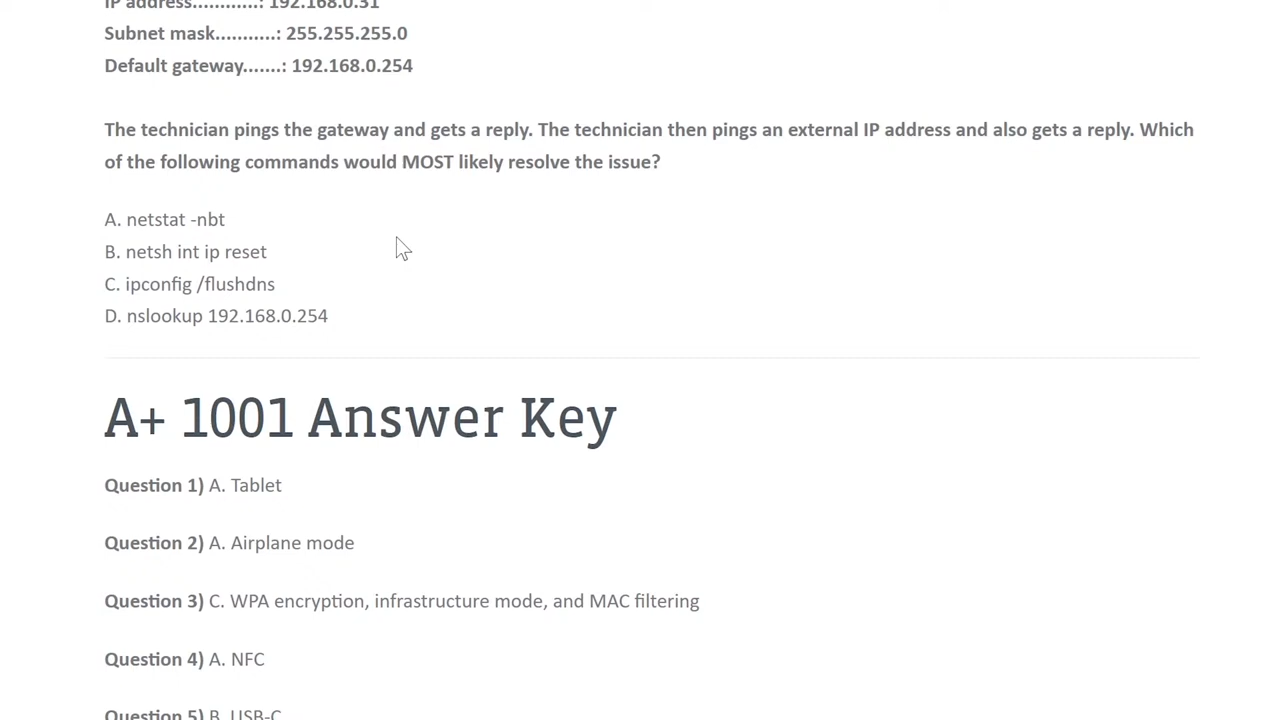 IP address............: 192.168.0.31
Subnet mask...........: 255.255.255.0
Default gateway.......: 192.168.0.254
The technician pings the gateway and gets a reply. The technician then pings an external IP address and also gets a reply. Which
of the following commands would MOST likely resolve the issue?
A. netstat -nbt
B. netsh int ip reset
C. ipconfig /flushdns
D. nslookup 192.168.0.254
A+ 1001 Answer Key
Question 1) A. Tablet
Question 2) A. Airplane mode
Question 3) C. WPA encryption, infrastructure mode, and MAC filtering
Question 4) A. NFC
Question 5) B. USB-C